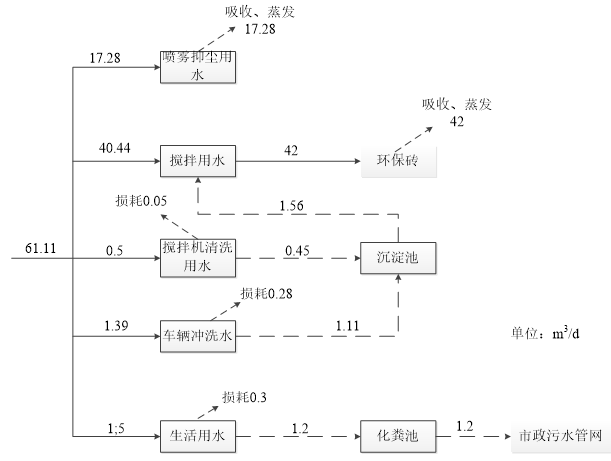 吸收、蒸发
17.28
17.28
喷雾抑尘用
水
吸收、蒸发
42
40.44
搅拌用水
42
环保砖
1.56
损耗0.05
61.11
0.5
搅拌机清洗
用水
0.45
沉淀池
损耗0.28
1.39
车辆冲洗水
1.11
单位：m³/d
损耗0.3
1;5
生活用水
1.2
化粪池
1.2
市政污水管网